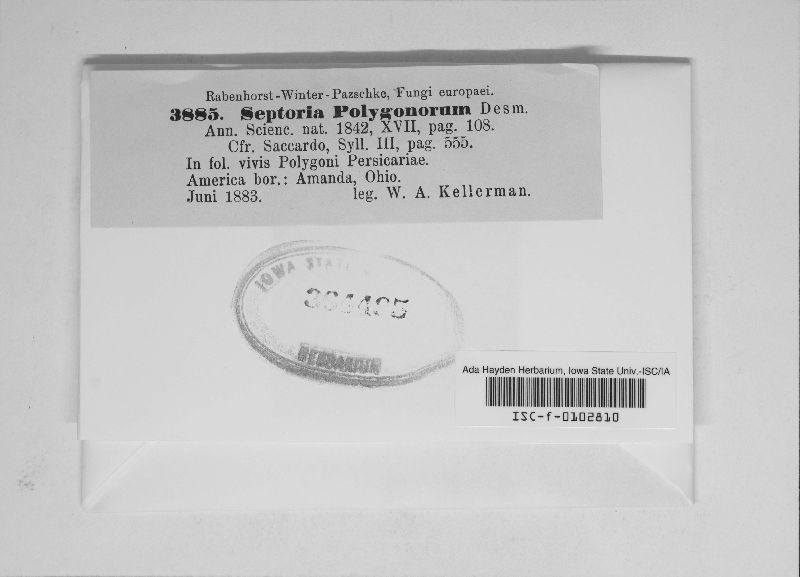 Rabenhorst-Winter-Pazschke, Fungi europaei.
3885. Septoria Polygonorum Desm.
Ann. Scienc. nat. 1842, XVII, pag. 108.
Cfr. Saccardo, Syll. III, pag. 555.
In fol. vivis Polygoni Persicariae.
America bor.: Amanda, Ohio.
Juni 1883. leg. W. A. Kellerman.
IOWA STATE
HERBARIUM
Ada Hayden Herbarium, Iowa State Univ.-ISC/IA
ISC-f-0102810